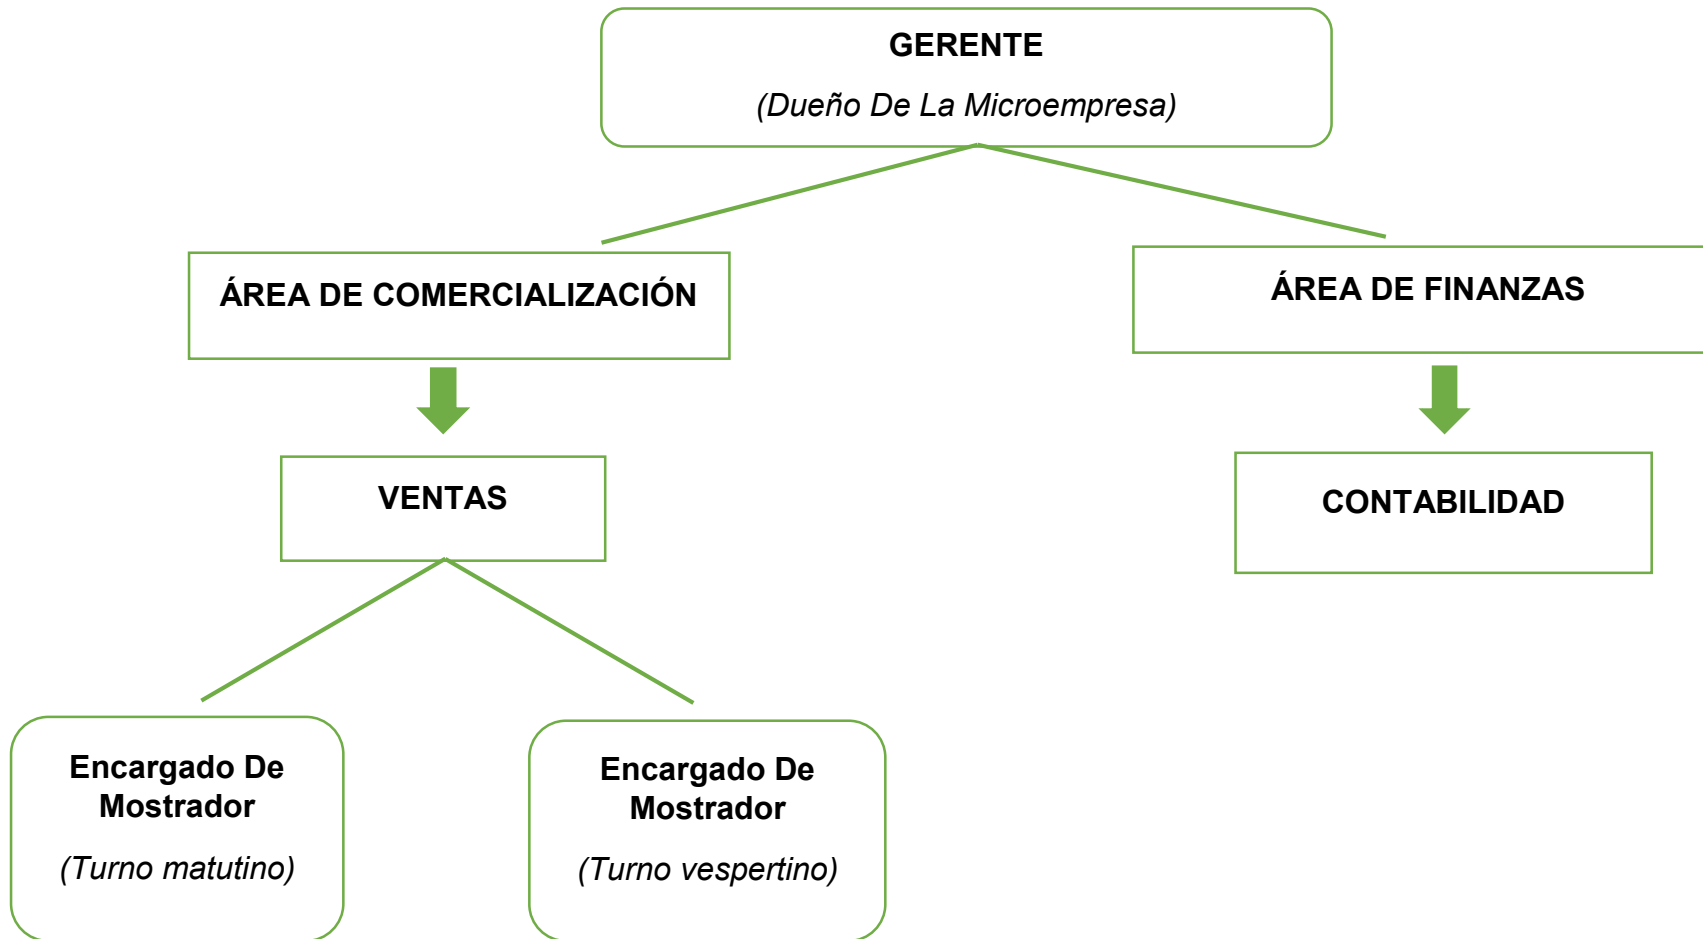 GERENTE
(Dueño De La Microempresa)
ÁREA DE COMERCIALIZACIÓN
ÁREA DE FINANZAS
VENTAS
CONTABILIDAD
Encargado De
Mostrador
(Turno matutino)
Encargado De
Mostrador
(Turno vespertino)